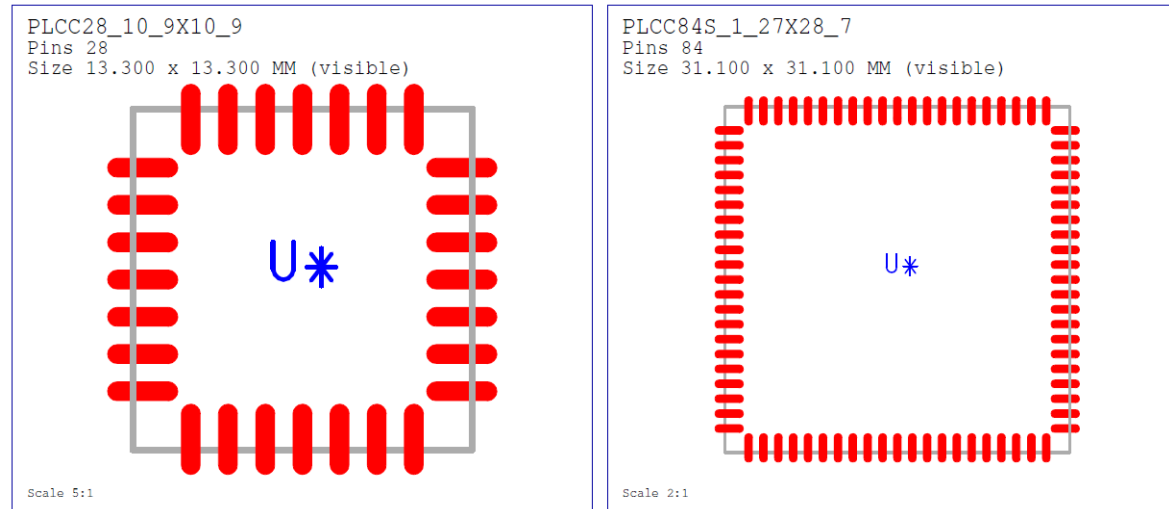 PLCC28_10_9X10_9
Pins 28
Size 13.300 x 13.300 MM (visible)
U*
Scale 5:1
PLCC84S_1_27X28_7
Pins 84
Size 31.100 x 31.100 MM (visible)
U*
Scale 2:1